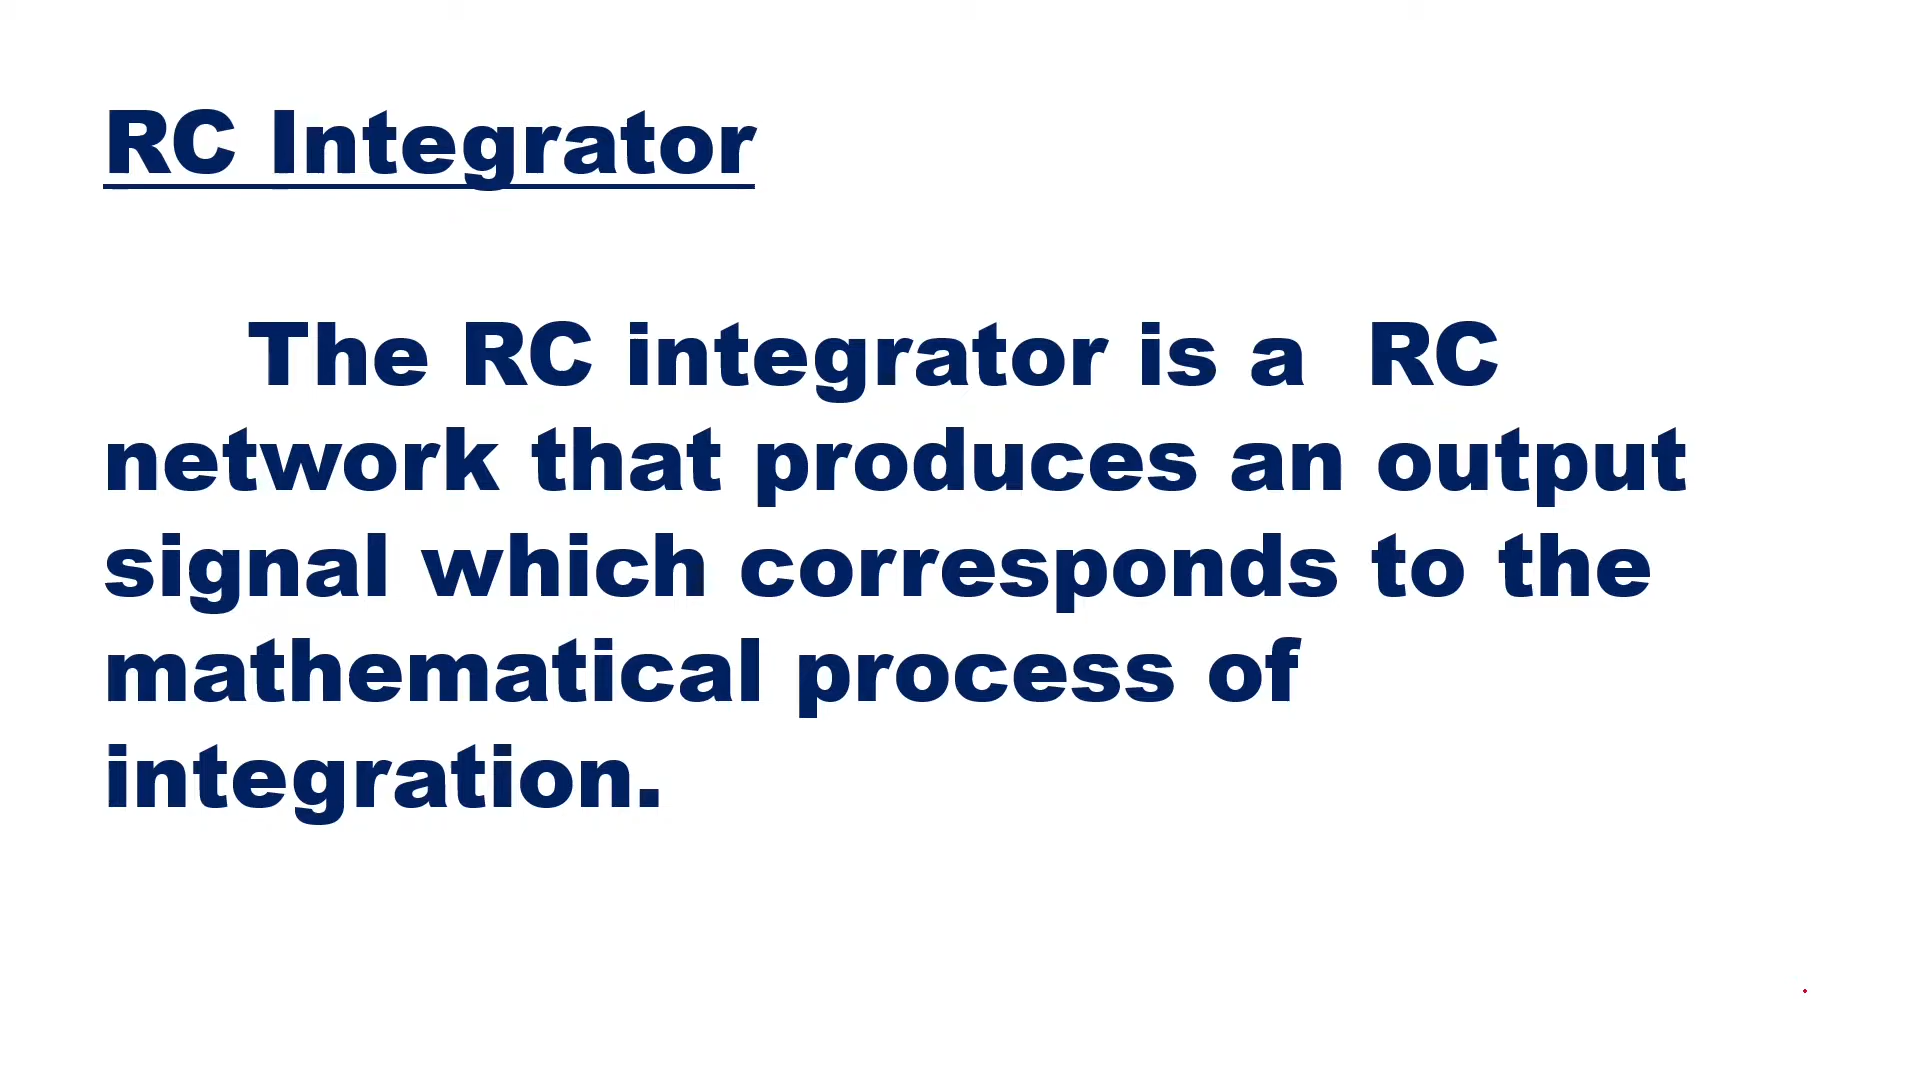 RC Integrator
The RC integrator is a  RC
network that produces an output
signal which corresponds to the
mathematical process of
integration.